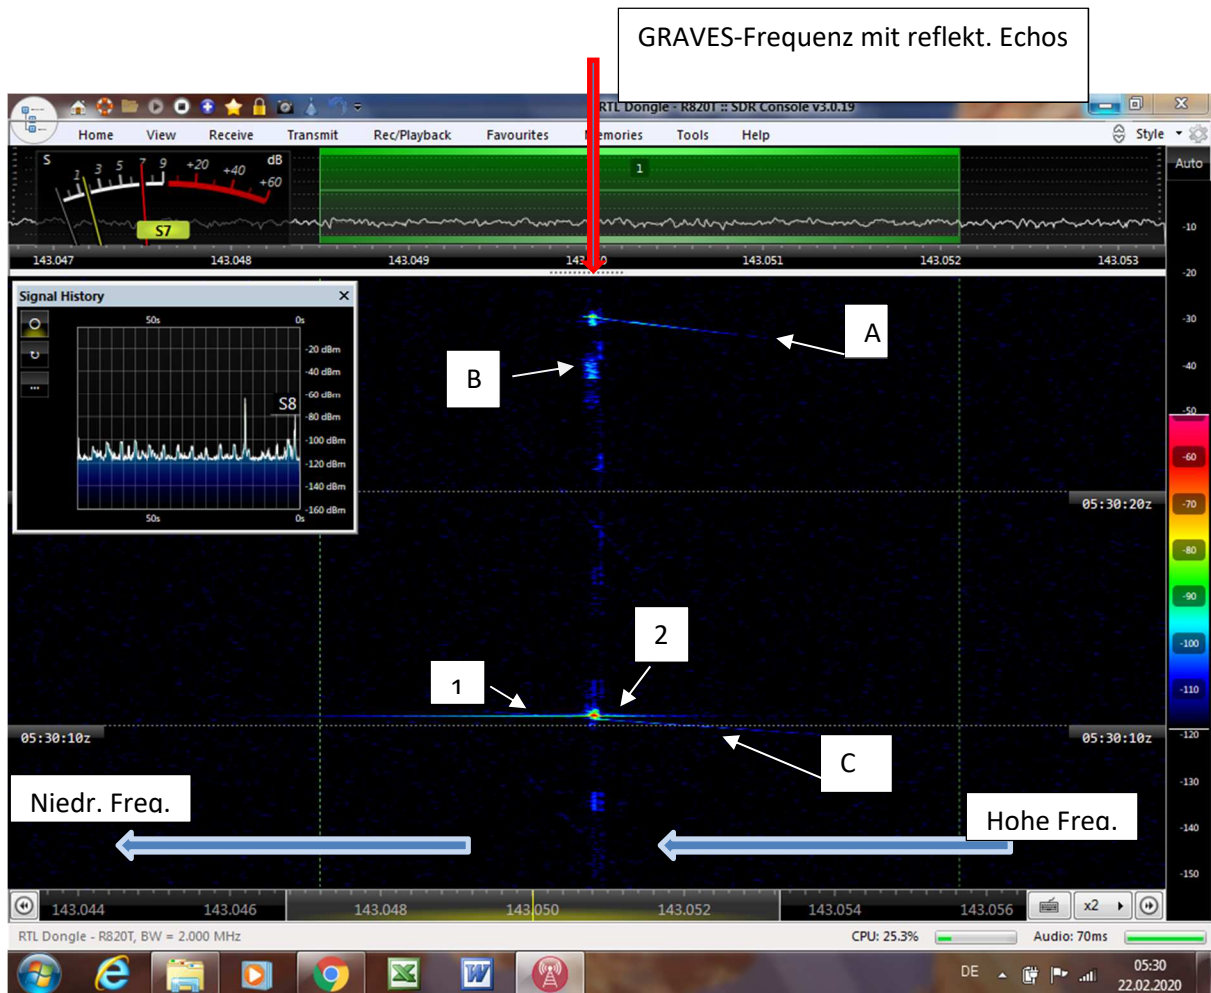 GRAVES-Frequenz mit reflekt. Echos
RTL Dongle - R820T :: SDR Console v3.0.19
Home View Receive Transmit Rec/Playback Favourites Memories Tools Help Style
S 1 3 5 7 9 +20 +40 +60 dB
S7
1
Auto
143.047 143.048 143.049 143.051 143.052 143.053
Signal History
50s 0s
-20 dBm
-40 dBm
-60 dBm
S8
-80 dBm
-100 dBm
-120 dBm
-140 dBm
-160 dBm
50s 0s
A
B
05:30:20z
2
1
05:30:10z 05:30:10z
C
Niedr. Freq.
Hohe Freq.
-10
-20
-30
-40
-50
-60
-70
-80
-90
-100
-110
-120
-130
-140
-150
143.044 143.046 143.048 143.050 143.052 143.054 143.056 x2
RTL Dongle - R820T, BW = 2.000 MHz CPU: 25.3% Audio: 70ms
DE 05:30
22.02.2020